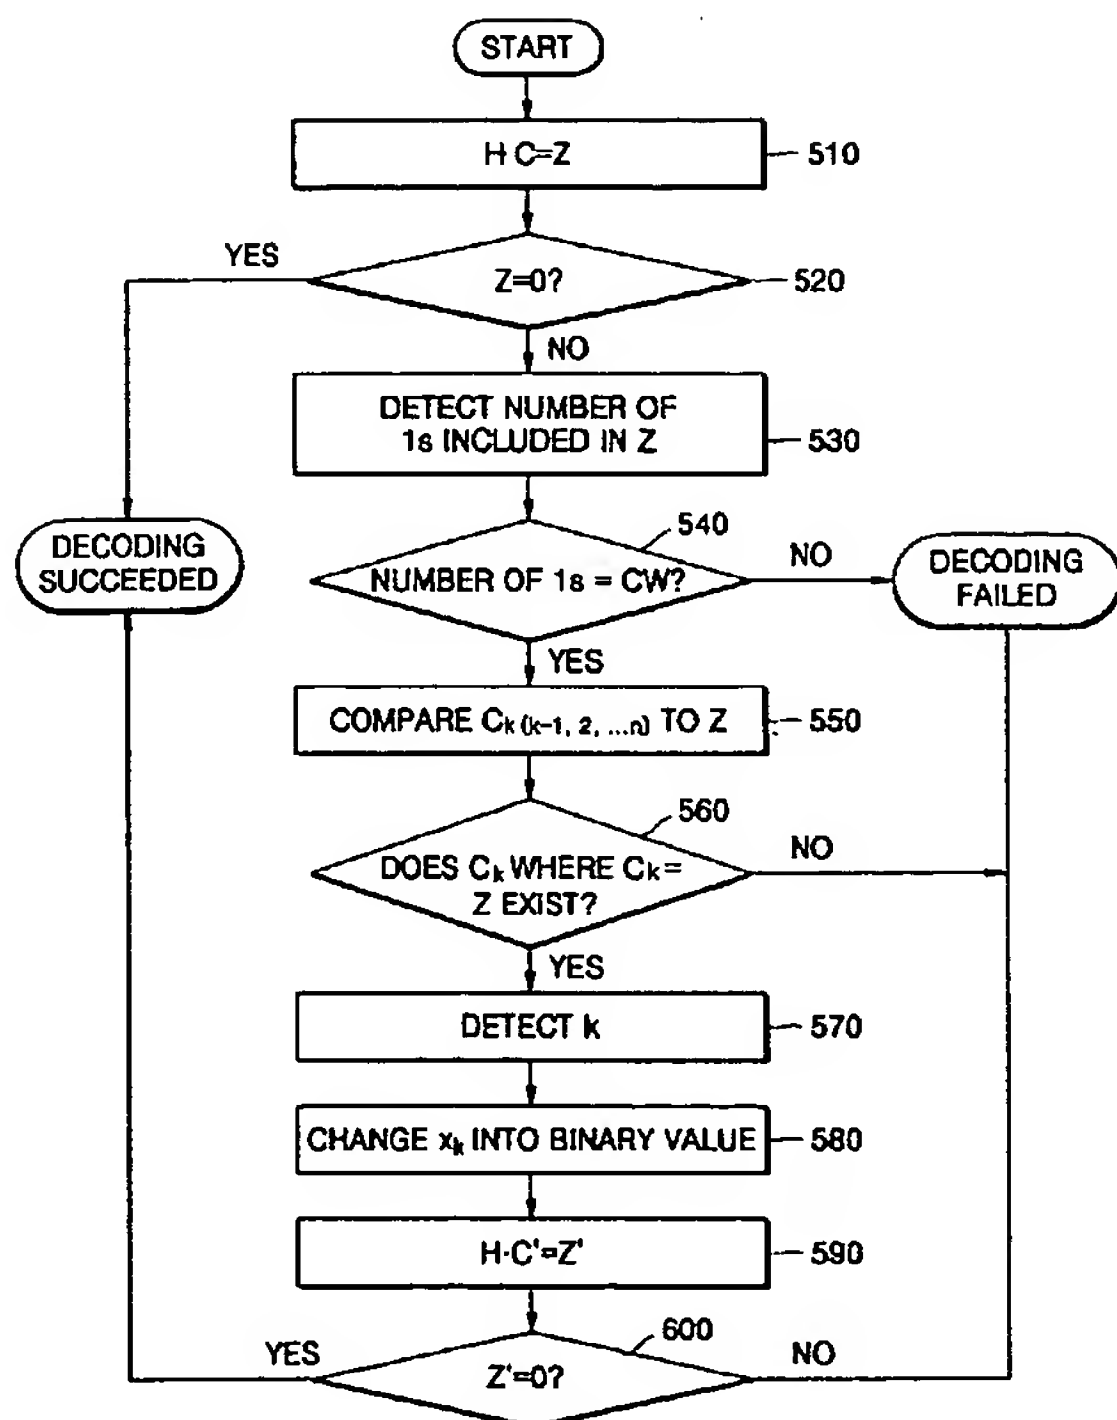 START
H C=Z
510
YES
Z=0?
520
NO
DETECT NUMBER OF
1s INCLUDED IN Z
530
540
DECODING
SUCCEEDED
NUMBER OF 1s = CW?
NO
DECODING
FAILED
YES
COMPARE Ck (k-1, 2, ...n) TO Z
550
560
DOES Ck WHERE Ck =
Z EXIST?
NO
YES
DETECT k
570
CHANGE xk INTO BINARY VALUE
580
H·C'=Z'
590
600
YES
Z'=0?
NO